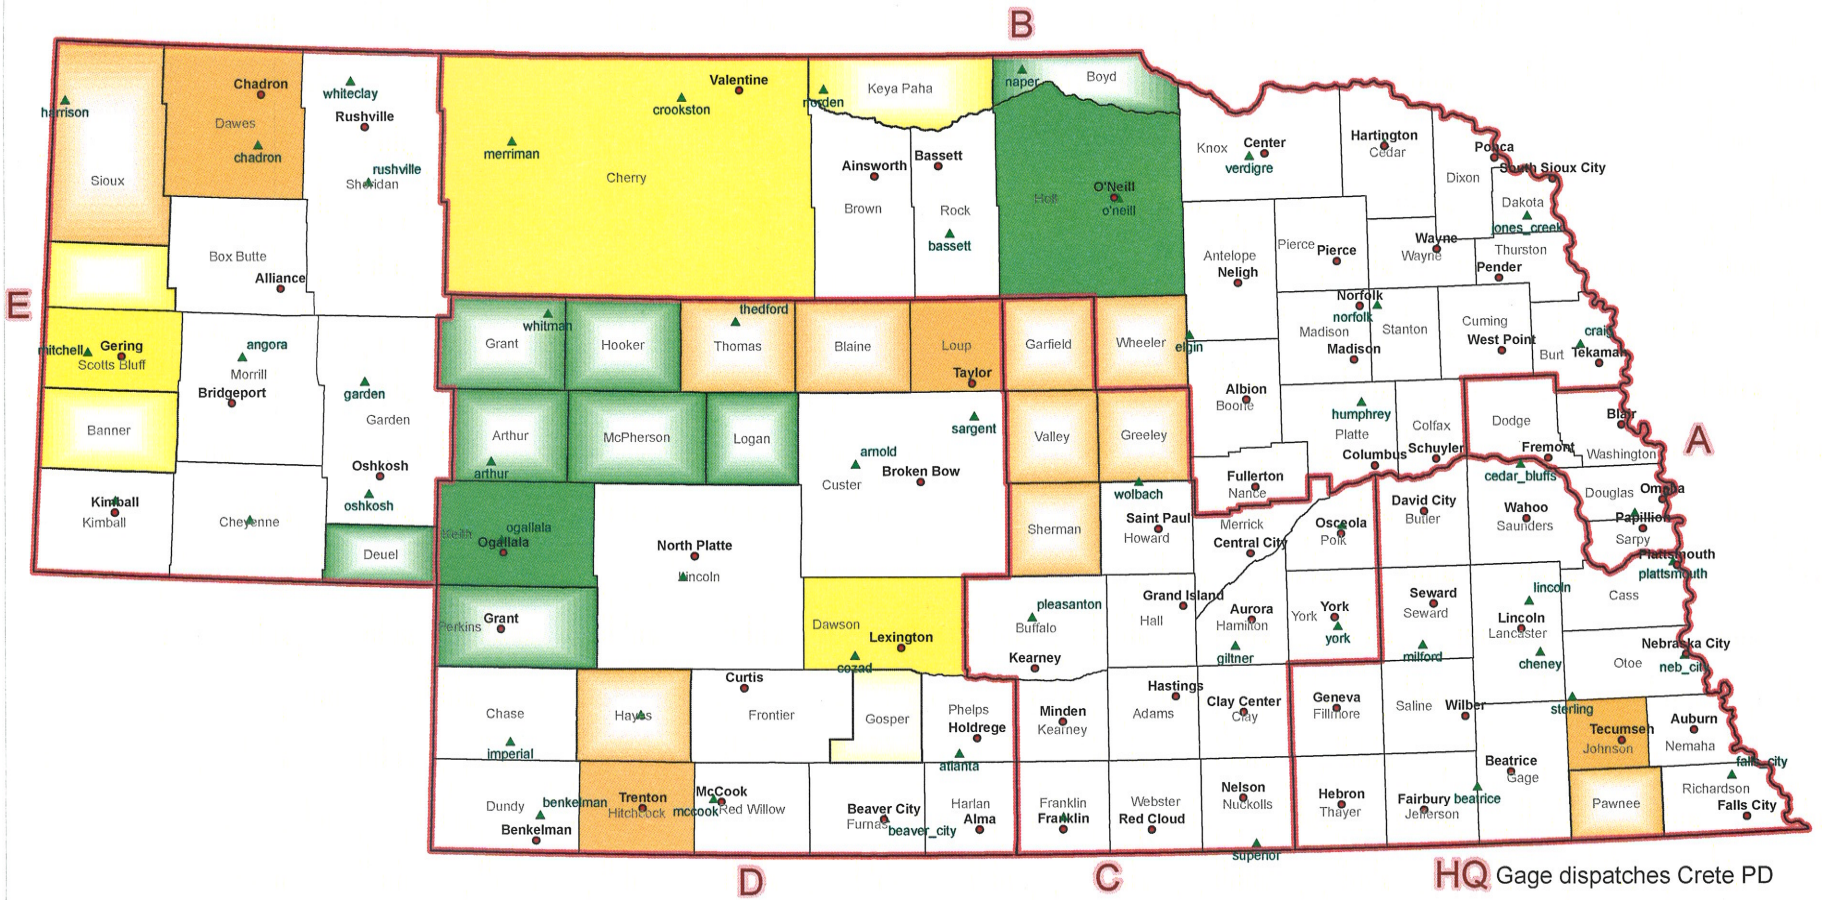 B
Chadron
Dawes
chadron
harrison
Sioux
whiteclay
Rushville
rushville
Sheridan
Box Butte
Alliance
Valentine
crookston
merriman
Cherry
norden
Keya Paha
naper
Boyd
Ainsworth
Bassett
Brown
Rock
bassett
O'Neill
Holt
o'neill
Knox
Center
verdigre
Hartington
Cedar
Ponca
South Sioux City
Dixon
Dakota
jones_creek
Antelope
Neligh
Pierce
Pierce
Wayne
Wayne
Thurston
Pender
E
mitchell
Gering
Scotts Bluff
angora
Morrill
Bridgeport
garden
Garden
Banner
Oshkosh
oshkosh
Kimball
Kimball
Cheyenne
Deuel
Grant
whitman
Hooker
thedford
Thomas
Blaine
Loup
Taylor
Garfield
Wheeler
elgin
Norfolk
norfolk
Madison
Madison
Stanton
Cuming
West Point
craig
Burt
Tekamah
Arthur
arthur
McPherson
Logan
sargent
arnold
Custer
Broken Bow
Valley
Greeley
wolbach
Albion
Boone
humphrey
Platte
Columbus
Colfax
Schuyler
Dodge
Fremont
Blair
Washington
A
Keith
ogallala
Ogallala
North Platte
Lincoln
Sherman
Saint Paul
Howard
Fullerton
Nance
Merrick
Central City
Osceola
Polk
David City
Butler
cedar_bluffs
Wahoo
Saunders
Douglas
Omaha
Papillion
Sarpy
Plattsmouth
plattsmouth
Perkins
Grant
Dawson
Lexington
cozad
pleasanton
Buffalo
Kearney
Grand Island
Hall
Aurora
Hamilton
giltner
York
York
york
Seward
Seward
milford
lincoln
Lincoln
Lancaster
cheney
Cass
Nebraska City
Otoe
neb_city
Chase
imperial
Hayes
Curtis
Frontier
Gosper
Phelps
Holdrege
atlanta
Minden
Kearney
Hastings
Adams
Clay Center
Clay
Geneva
Fillmore
Saline
Wilber
sterling
Tecumseh
Johnson
Auburn
Nemaha
Dundy
benkelman
Benkelman
Trenton
Hitchcock
McCook
mccook
Red Willow
Beaver City
Furnas
beaver_city
Harlan
Alma
Franklin
Franklin
Webster
Red Cloud
Nelson
Nuckolls
superior
Hebron
Thayer
Fairbury
Jefferson
Beatrice
Gage
beatrice
Pawnee
falls_city
Richardson
Falls City
D
C
HQ Gage dispatches Crete PD